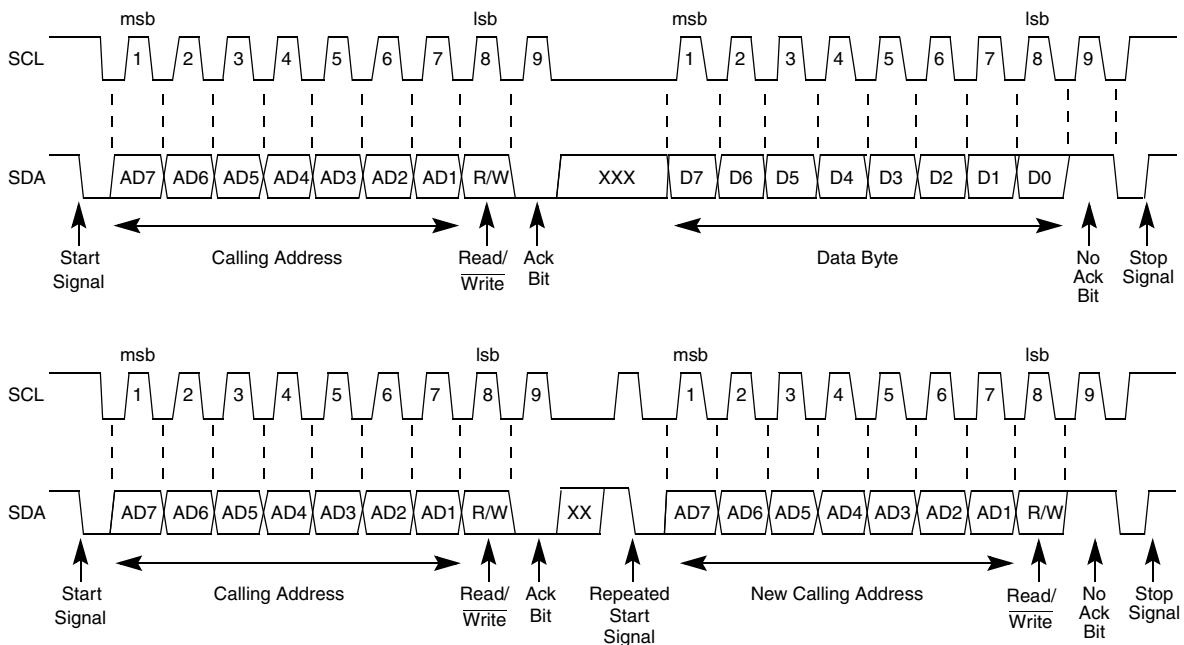 msb lsb msb lsb
SCL 1 2 3 4 5 6 7 8 9 1 2 3 4 5 6 7 8 9
SDA AD7 AD6 AD5 AD4 AD3 AD2 AD1 R/W XXX D7 D6 D5 D4 D3 D2 D1 D0
Start
Signal
Calling Address
Read/
Write
Ack
Bit
Data Byte
No
Ack
Bit
Stop
Signal
msb lsb msb lsb
SCL 1 2 3 4 5 6 7 8 9 1 2 3 4 5 6 7 8 9
SDA AD7 AD6 AD5 AD4 AD3 AD2 AD1 R/W XX AD7 AD6 AD5 AD4 AD3 AD2 AD1 R/W
Start
Signal
Calling Address
Read/
Write
Ack
Bit
Repeated
Start
Signal
New Calling Address
Read/
Write
No
Ack
Bit
Stop
Signal